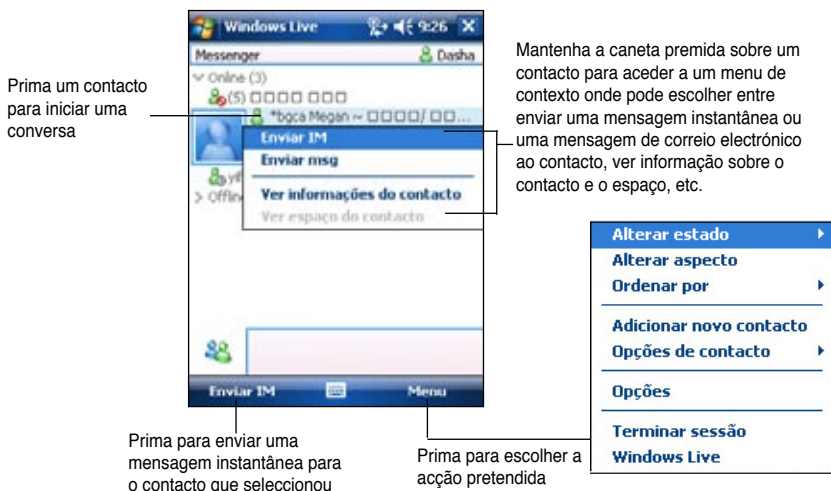 Windows Live 9:26
Messenger Dasha
Online (3)
(5)
*bgca Megan ~
Enviar IM
Enviar msg
Ver informações do contacto
Ver espaço do contacto
Enviar IM Menu
Prima um contacto
para iniciar uma
conversa
Mantenha a caneta premida sobre um
contacto para aceder a um menu de
contexto onde pode escolher entre
enviar uma mensagem instantânea ou
uma mensagem de correio electrónico
ao contacto, ver informação sobre o
contacto e o espaço, etc.
Alterar estado
Alterar aspecto
Ordenar por
Adicionar novo contacto
Opções de contacto
Opções
Terminar sessão
Windows Live
Prima para enviar uma
mensagem instantânea para
o contacto que seleccionou
Prima para escolher a
acção pretendida